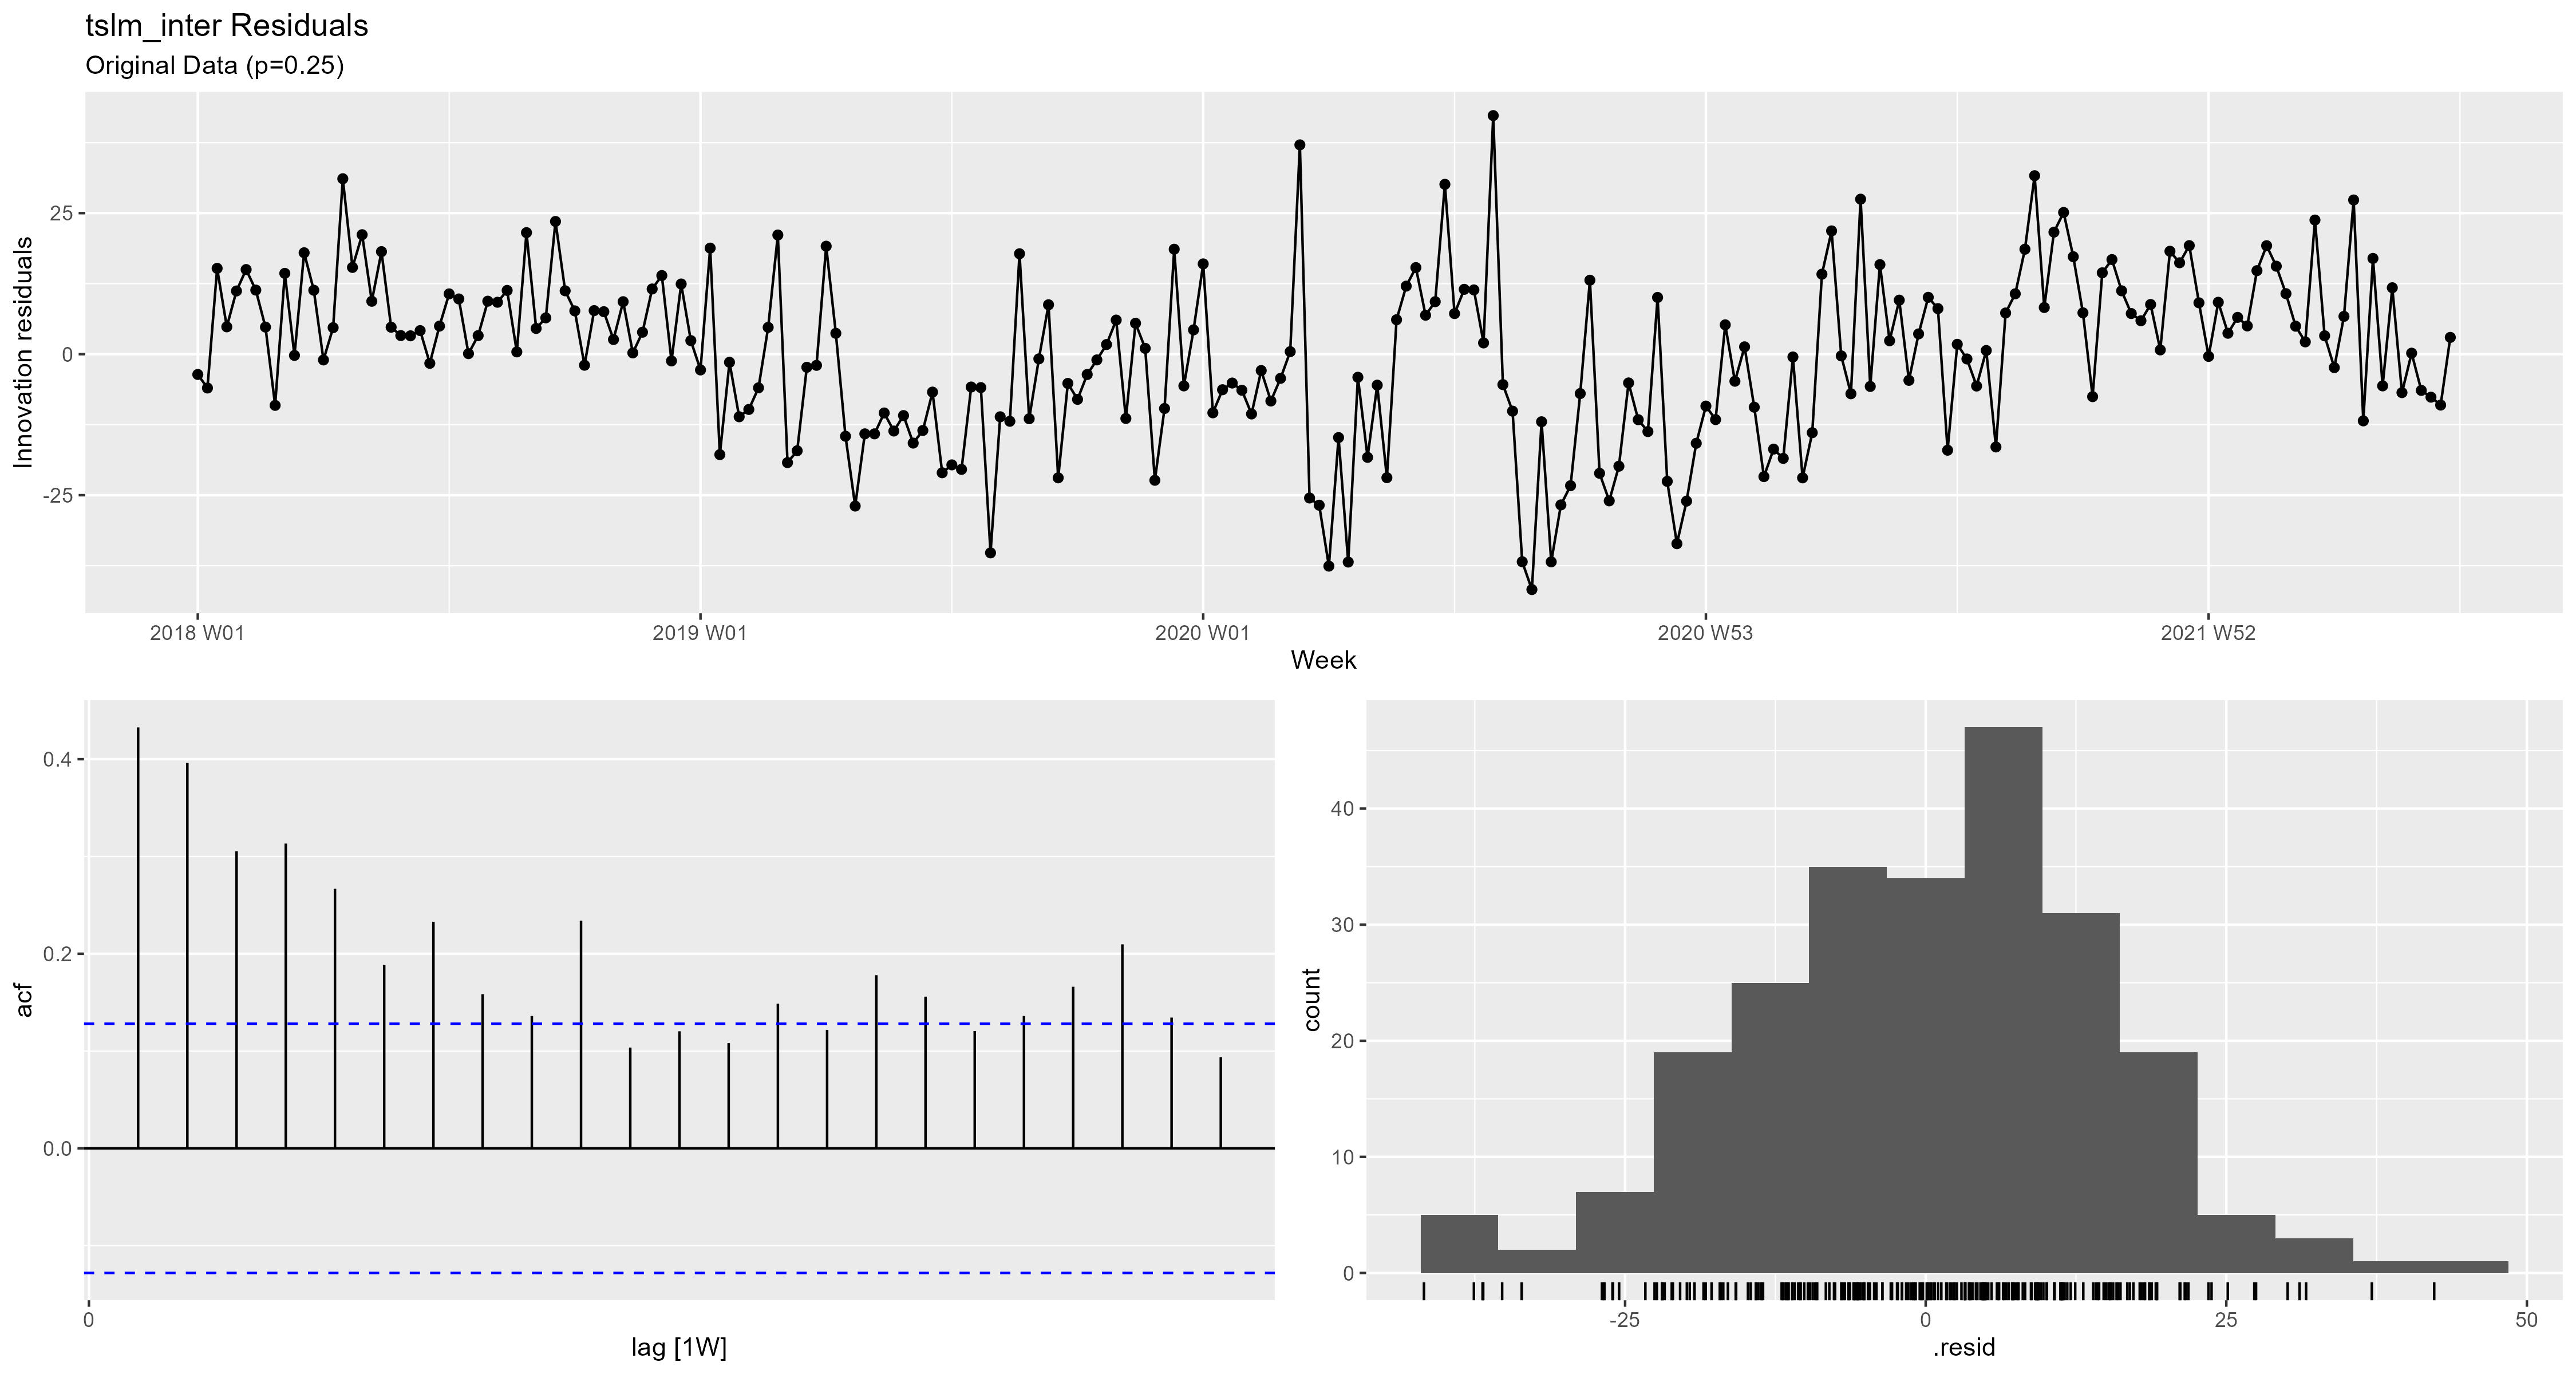 tslm_inter Residuals
Original Data (p=0.25)
Innovation residuals
25
0
-25
2018 W01
2019 W01
2020 W01
2020 W53
2021 W52
Week
acf
0.4
0.2
0.0
0
lag [1W]
count
40
30
20
10
0
-25
0
25
50
.resid